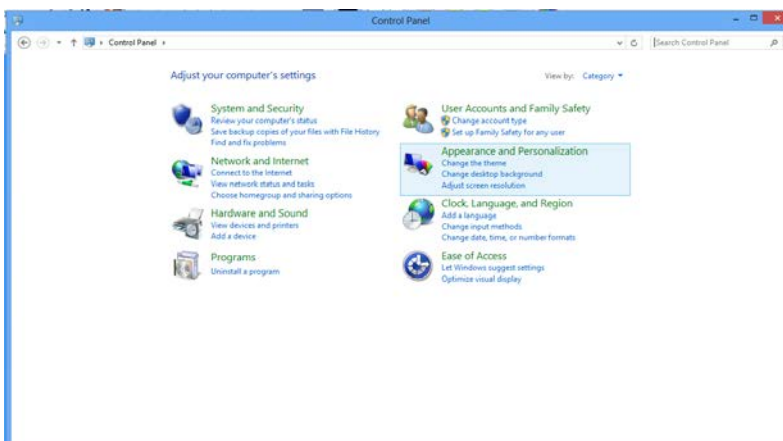 Control Panel
Control Panel
Search Control Panel
Adjust your computer's settings
View by: Category
System and Security
Review your computer's status
Save backup copies of your files with File History
Find and fix problems
Network and Internet
Connect to the Internet
View network status and tasks
Choose homegroup and sharing options
Hardware and Sound
View devices and printers
Add a device
Programs
Uninstall a program
User Accounts and Family Safety
Change account type
Set up Family Safety for any user
Appearance and Personalization
Change the theme
Change desktop background
Adjust screen resolution
Clock, Language, and Region
Add a language
Change input methods
Change date, time, or number formats
Ease of Access
Let Windows suggest settings
Optimize visual display